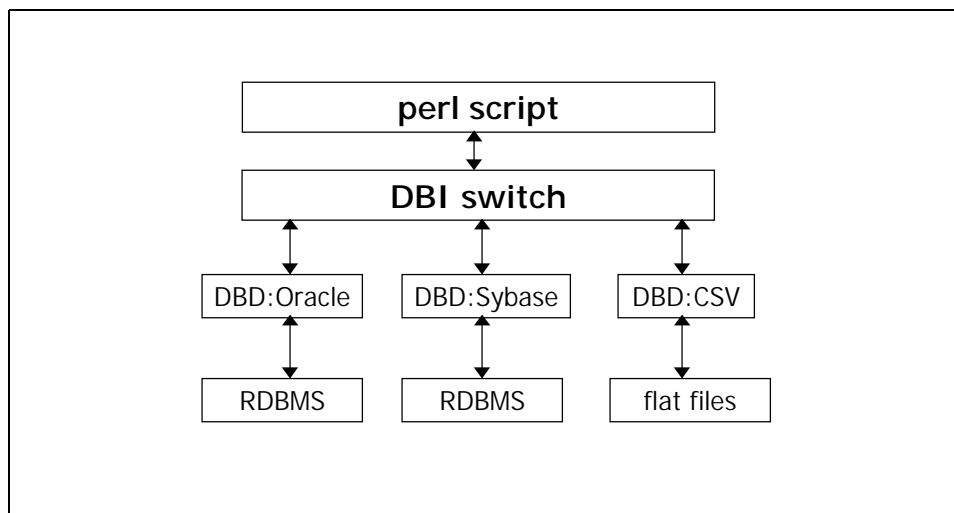 perl script
DBI switch
DBD:Oracle
DBD:Sybase
DBD:CSV
RDBMS
RDBMS
flat files